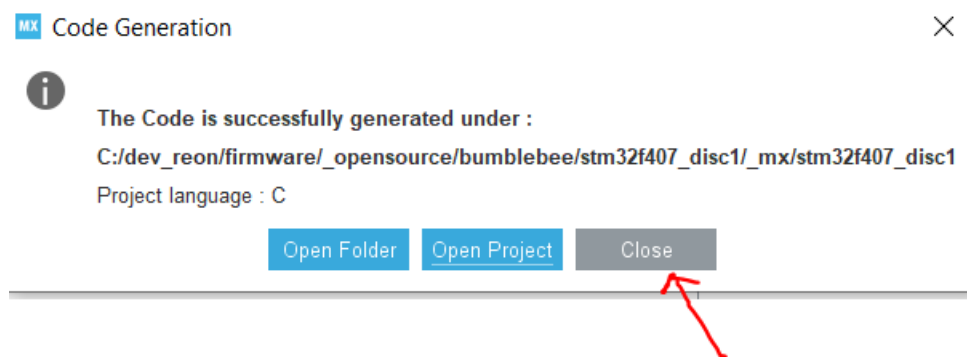 MX Code Generation
The Code is successfully generated under :
C:/dev_reon/firmware/_opensource/bumblebee/stm32f407_disc1/_mx/stm32f407_disc1
Project language : C
Open Folder Open Project Close